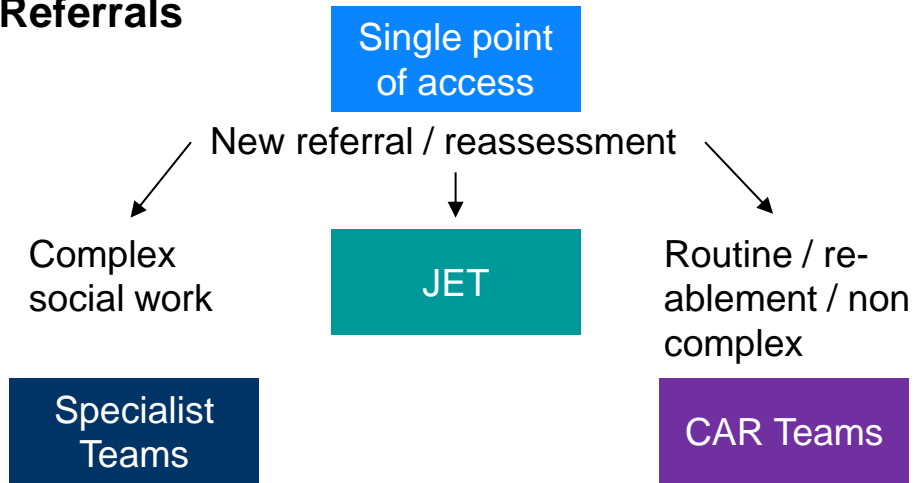 Referrals
Single point
of access
New referral / reassessment
Complex
social work
JET
Routine / re-
ablement / non
complex
Specialist
Teams
CAR Teams